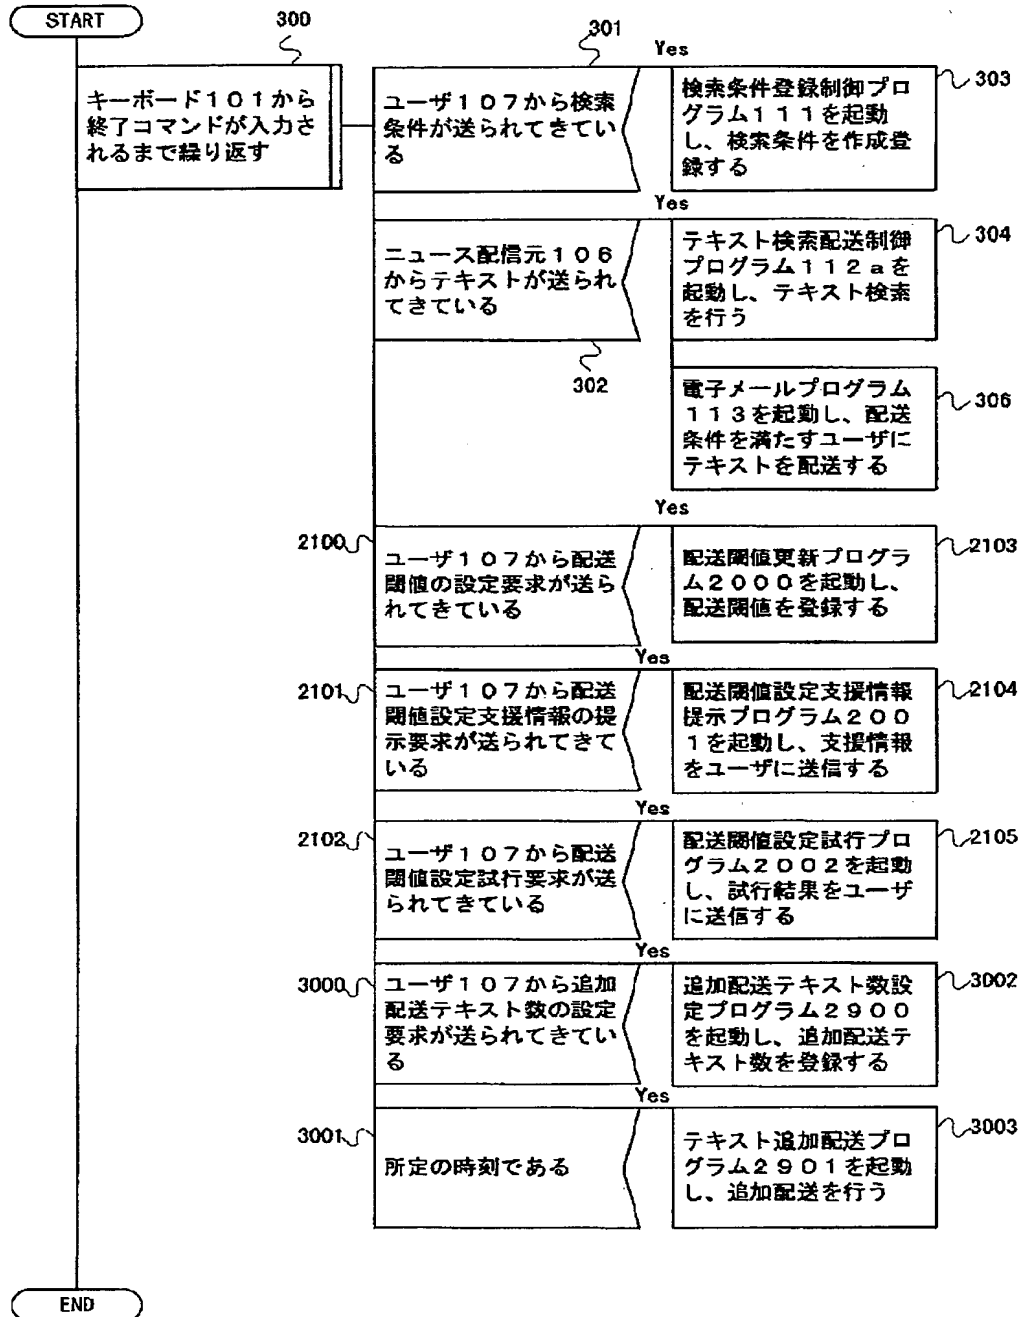 START
300
キーボード101から
終了コマンドが入力さ
れるまで繰り返す
301
ユーザ107から検索
条件が送られてきてい
る
Yes
検索条件登録制御プロ
グラム111を起動
し、検索条件を作成登
録する
303
ニュース配信元106
からテキストが送られ
てきている
302
Yes
テキスト検索配送制御
プログラム112aを
起動し、テキスト検索
を行う
304
電子メールプログラム
113を起動し、配送
条件を満たすユーザに
テキストを配送する
306
2100
ユーザ107から配送
閾値の設定要求が送ら
れてきている
Yes
配送閾値更新プログラ
ム2000を起動し、
配送閾値を登録する
2103
2101
ユーザ107から配送
閾値設定支援情報の提
示要求が送られてきて
いる
Yes
配送閾値設定支援情報
提示プログラム200
1を起動し、支援情報
をユーザに送信する
2104
2102
ユーザ107から配送
閾値設定試行要求が送
られてきている
Yes
配送閾値設定試行プロ
グラム2002を起動
し、試行結果をユーザ
に送信する
2105
3000
ユーザ107から追加
配送テキスト数の設定
要求が送られてきてい
る
Yes
追加配送テキスト数設
定プログラム2900
を起動し、追加配送テ
キスト数を登録する
3002
3001
所定の時刻である
Yes
テキスト追加配送プロ
グラム2901を起動
し、追加配送を行う
3003
END